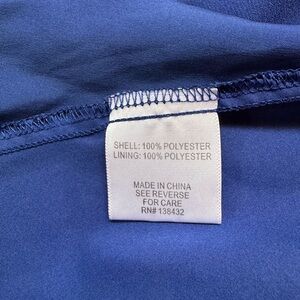 SHELL: 100% POLYESTER
LINING: 100% POLYESTER
MADE IN CHINA
SEE REVERSE
FOR CARE
RN# 138432